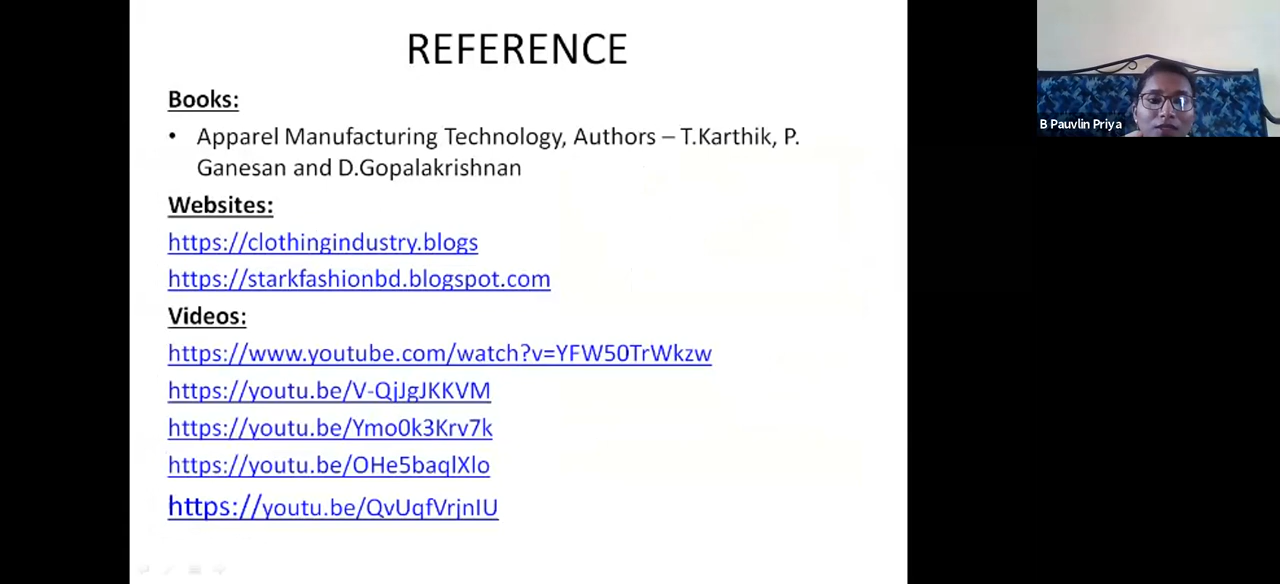 REFERENCE
Books:
• Apparel Manufacturing Technology, Authors – T.Karthik, P.
Ganesan and D.Gopalakrishnan
Websites:
https://clothingindustry.blogs
https://starkfashionbd.blogspot.com
Videos:
https://www.youtube.com/watch?v=YFW50TrWkzw
https://youtu.be/V-QjJgJKKVM
https://youtu.be/Ymo0k3Krv7k
https://youtu.be/OHe5baqlXlo
https://youtu.be/QvUqfVrjnIU
B Pauvlin Priya